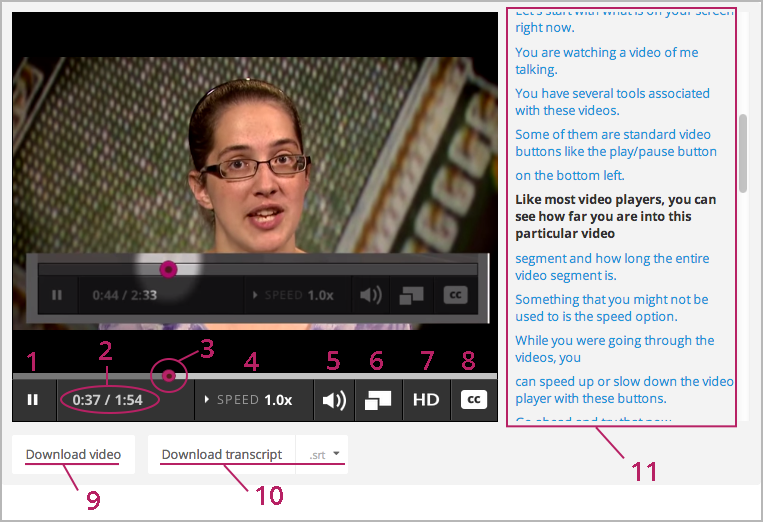 Let's start with what is on your screen
right now.
You are watching a video of me
talking.
You have several tools associated
with these videos.
Some of them are standard video
buttons like the play/pause button
on the bottom left.
Like most video players, you can
see how far you are into this
particular video
segment and how long the entire
video segment is.
Something that you might not be
used to is the speed option.
While you were going through the
videos, you
can speed up or slow down the video
player with these buttons.
Go ahead and try that now.
11
0:44 / 2:33 SPEED 1.0x cc
1 2 3 4 5 6 7 8
0:37 / 1:54 SPEED 1.0x HD cc
Download video Download transcript .srt
9 10